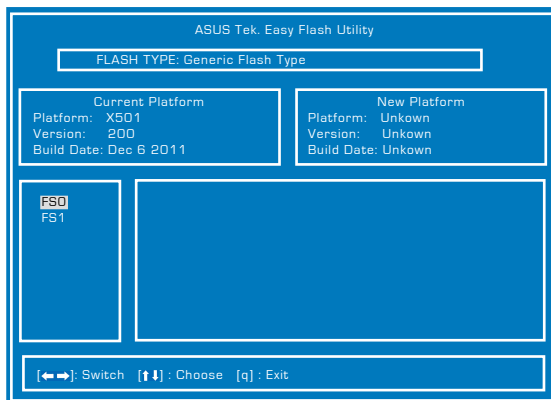 ASUS Tek. Easy Flash Utility
FLASH TYPE: Generic Flash Type
Current Platform
Platform: X501
Version: 200
Build Date: Dec 6 2011
New Platform
Platform: Unkown
Version: Unkown
Build Date: Unkown
FS0
FS1
[←→]: Switch [↑↓] : Choose [q] : Exit